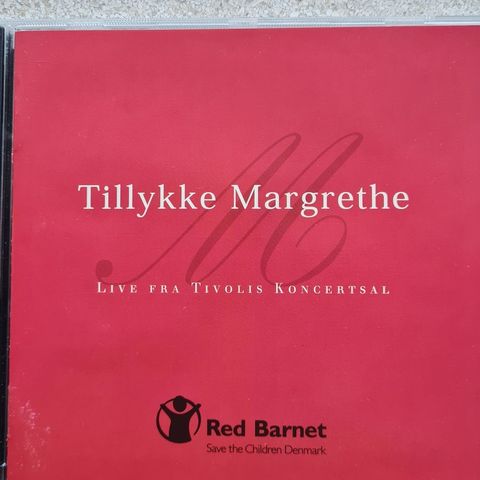 M
Tillykke Margrethe
Live fra Tivolis Koncertsal
Red Barnet
Save the Children Denmark